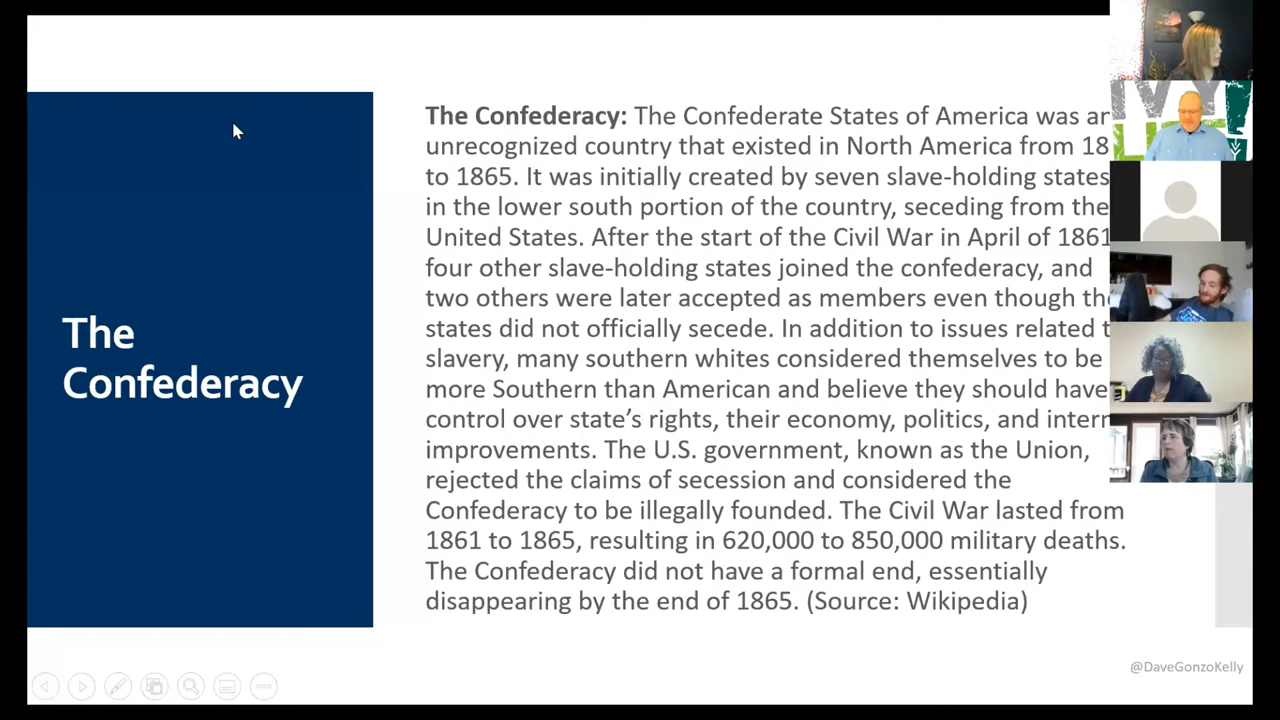 The
Confederacy
The Confederacy: The Confederate States of America was an
unrecognized country that existed in North America from 18
to 1865. It was initially created by seven slave-holding states
in the lower south portion of the country, seceding from the
United States. After the start of the Civil War in April of 1861
four other slave-holding states joined the confederacy, and
two others were later accepted as members even though
states did not officially secede. In addition to issues related
slavery, many southern whites considered themselves to be
more Southern than American and believe they should have
control over state’s rights, their economy, politics, and
improvements. The U.S. government, known as the Union,
rejected the claims of secession and considered the
Confederacy to be illegally founded. The Civil War lasted from
1861 to 1865, resulting in 620,000 to 850,000 military deaths.
The Confederacy did not have a formal end, essentially
disappearing by the end of 1865. (Source: Wikipedia)
@DaveGonzoKelly